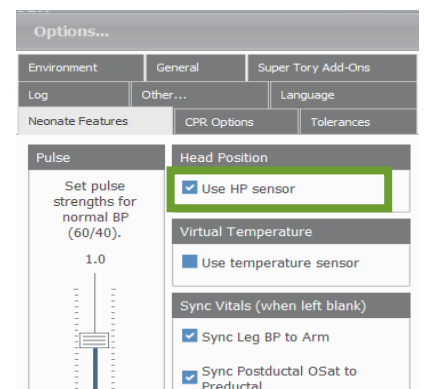 Options...
Environment
General
Super Tory Add-Ons
Log
Other...
Language
Neonate Features
CPR Options
Tolerances
Pulse
Set pulse
strengths for
normal BP
(60/40).
1.0
Head Position
Use HP sensor
Virtual Temperature
Use temperature sensor
Sync Vitals (when left blank)
Sync Leg BP to Arm
Sync Postductal OSat to
Preductal